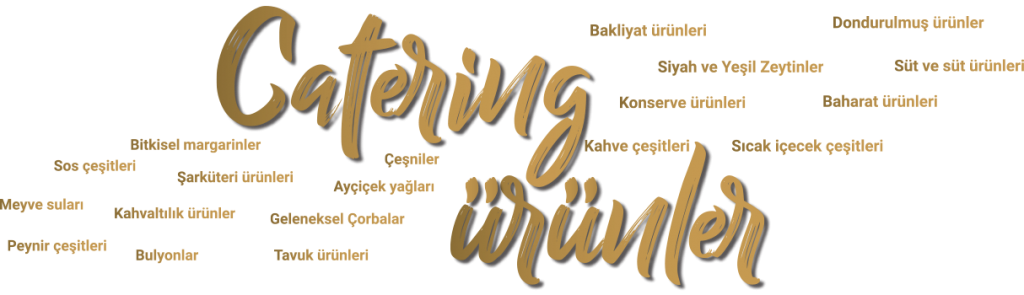 Catering
ürünler
Bakliyat ürünleri
Dondurulmuş ürünler
Siyah ve Yeşil Zeytinler
Süt ve süt ürünleri
Konserve ürünleri
Baharat ürünleri
Kahve çeşitleri
Sıcak içecek çeşitleri
Bitkisel margarinler
Çeşniler
Sos çeşitleri
Şarküteri ürünleri
Ayçiçek yağları
Meyve suları
Kahvaltılık ürünler
Geleneksel Çorbalar
Peynir çeşitleri
Bulyonlar
Tavuk ürünleri